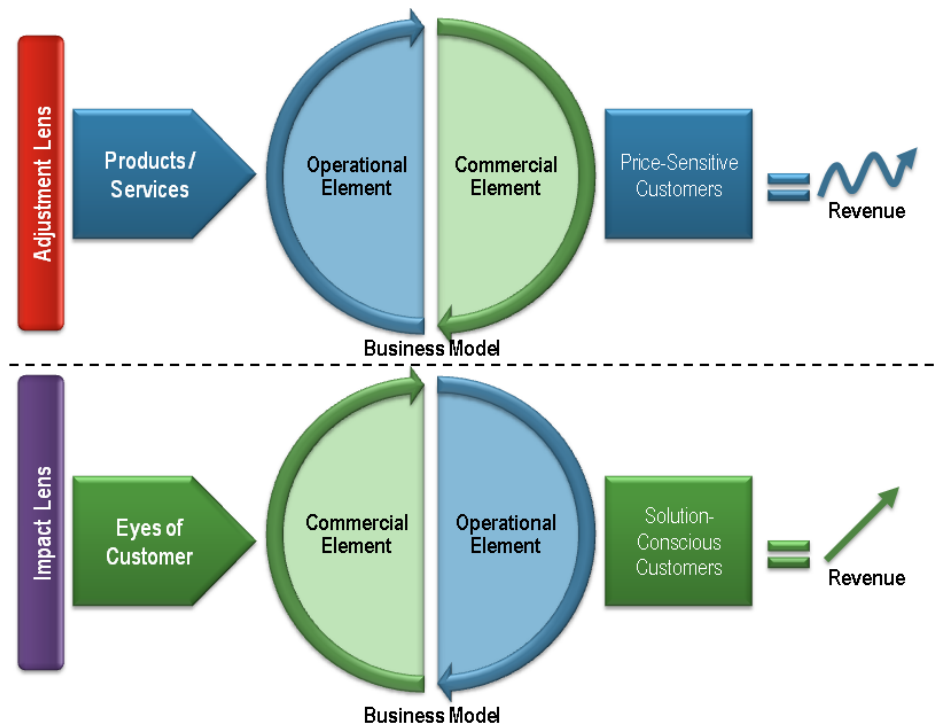 Adjustment Lens
Products /
Services
Operational
Element
Commercial
Element
Price-Sensitive
Customers
Revenue
Business Model
Impact Lens
Eyes of
Customer
Commercial
Element
Operational
Element
Solution-
Conscious
Customers
Revenue
Business Model